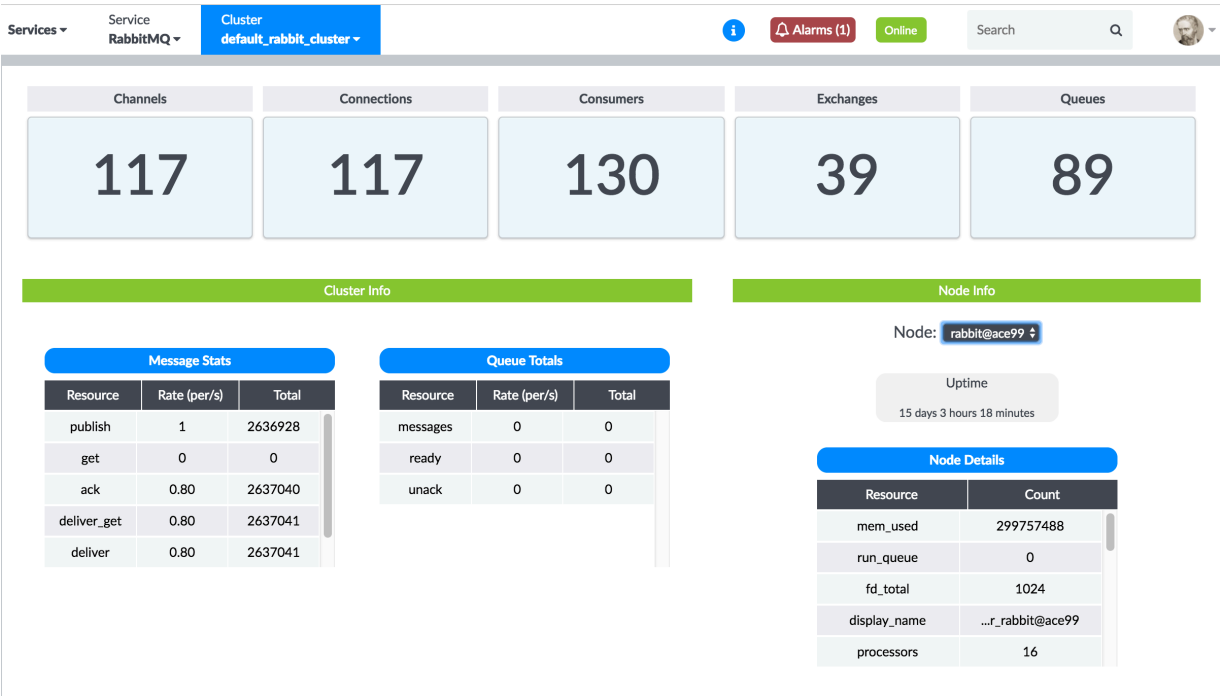 Services
Service
RabbitMQ
Cluster
default_rabbit_cluster
i
Alarms (1)
Online
Search
Channels Connections Consumers Exchanges Queues
117 117 130 39 89
Cluster Info
Node Info
Node: rabbit@ace99
Uptime
15 days 3 hours 18 minutes
Message Stats
Resource Rate (per/s) Total
publish 1 2636928
get 0 0
ack 0.80 2637040
deliver_get 0.80 2637041
deliver 0.80 2637041
Queue Totals
Resource Rate (per/s) Total
messages 0 0
ready 0 0
unack 0 0
Node Details
Resource Count
mem_used 299757488
run_queue 0
fd_total 1024
display_name ...r_rabbit@ace99
processors 16